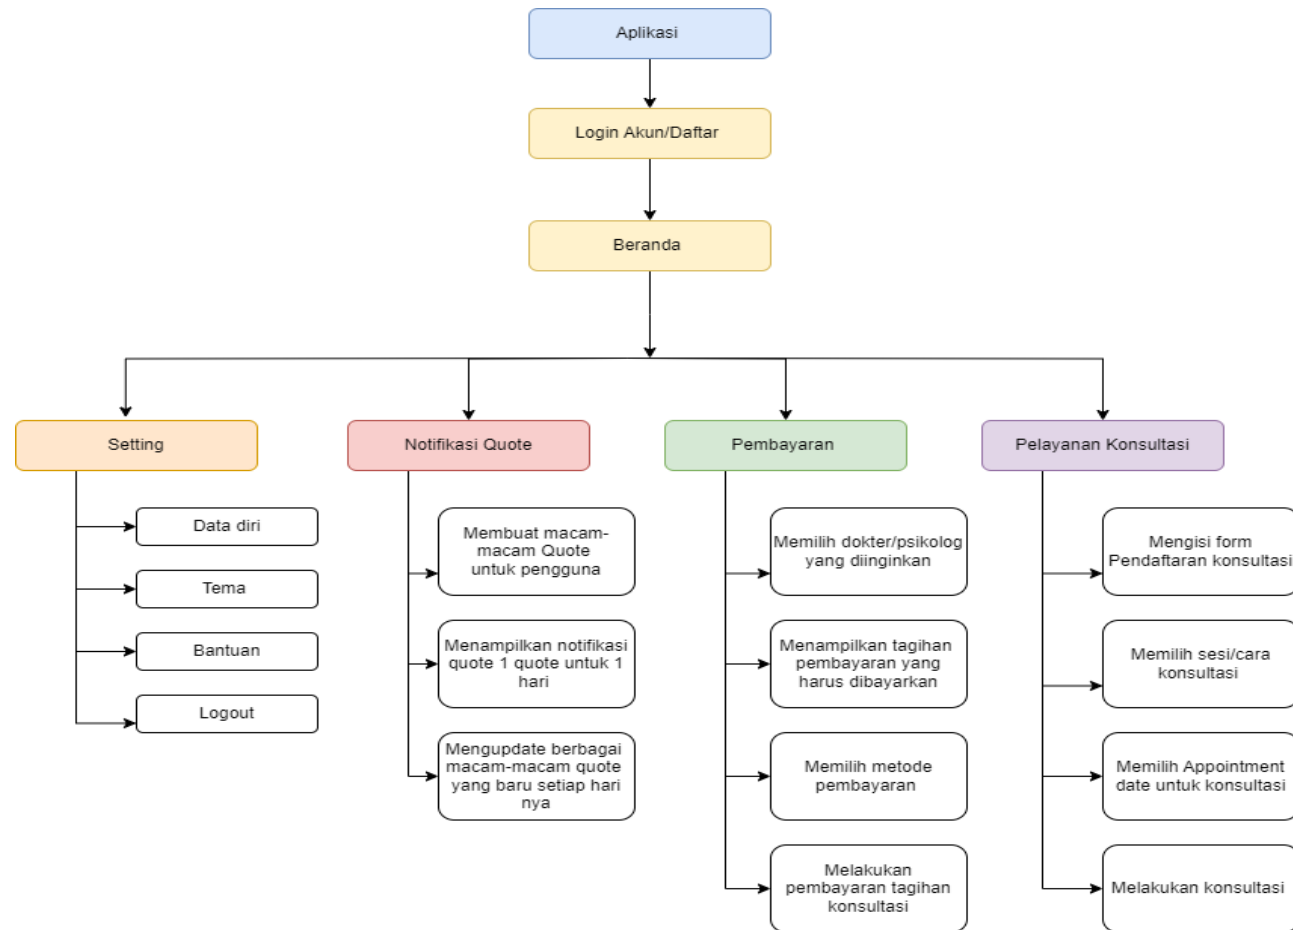 Aplikasi
Login Akun/Daftar
Beranda
Setting
Data diri
Tema
Bantuan
Logout
Notifikasi Quote
Membuat macam-
macam Quote
untuk pengguna
Menampilkan notifikasi
quote 1 quote untuk 1
hari
Mengupdate berbagai
macam-macam quote
yang baru setiap hari
nya
Pembayaran
Memilih dokter/psikolog
yang diinginkan
Menampilkan tagihan
pembayaran yang
harus dibayarkan
Memilih metode
pembayaran
Melakukan
pembayaran tagihan
konsultasi
Pelayanan Konsultasi
Mengisi form
Pendaftaran konsultasi
Memilih sesi/cara
konsultasi
Memilih Appointment
date untuk konsultasi
Melakukan konsultasi